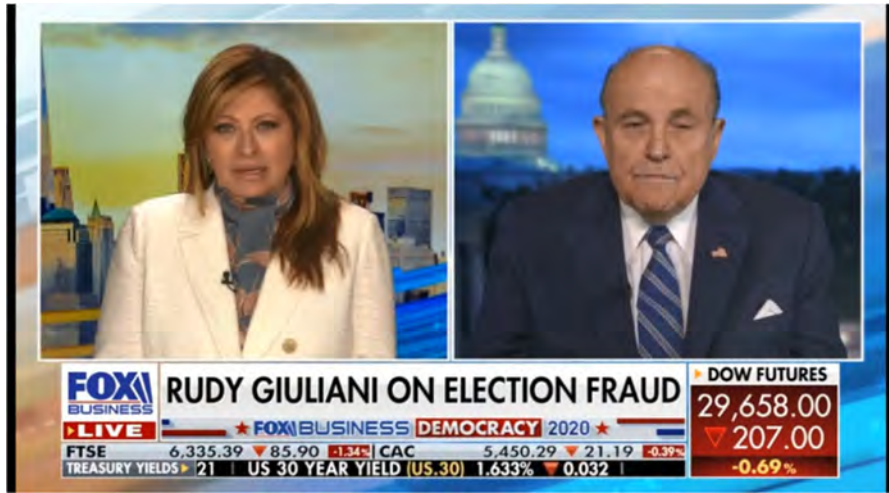 FOX
BUSINESS
LIVE
RUDY GIULIANI ON ELECTION FRAUD
FOX BUSINESS DEMOCRACY 2020
DOW FUTURES
29,658.00
207.00
-0.69%
FTSE 6,335.39 ▼ 85.90 -1.34% CAC 5,450.29 ▼ 21.19 -0.39%
TREASURY YIELDS 21 US 30 YEAR YIELD (US.30) 1.633% ▼ 0.032